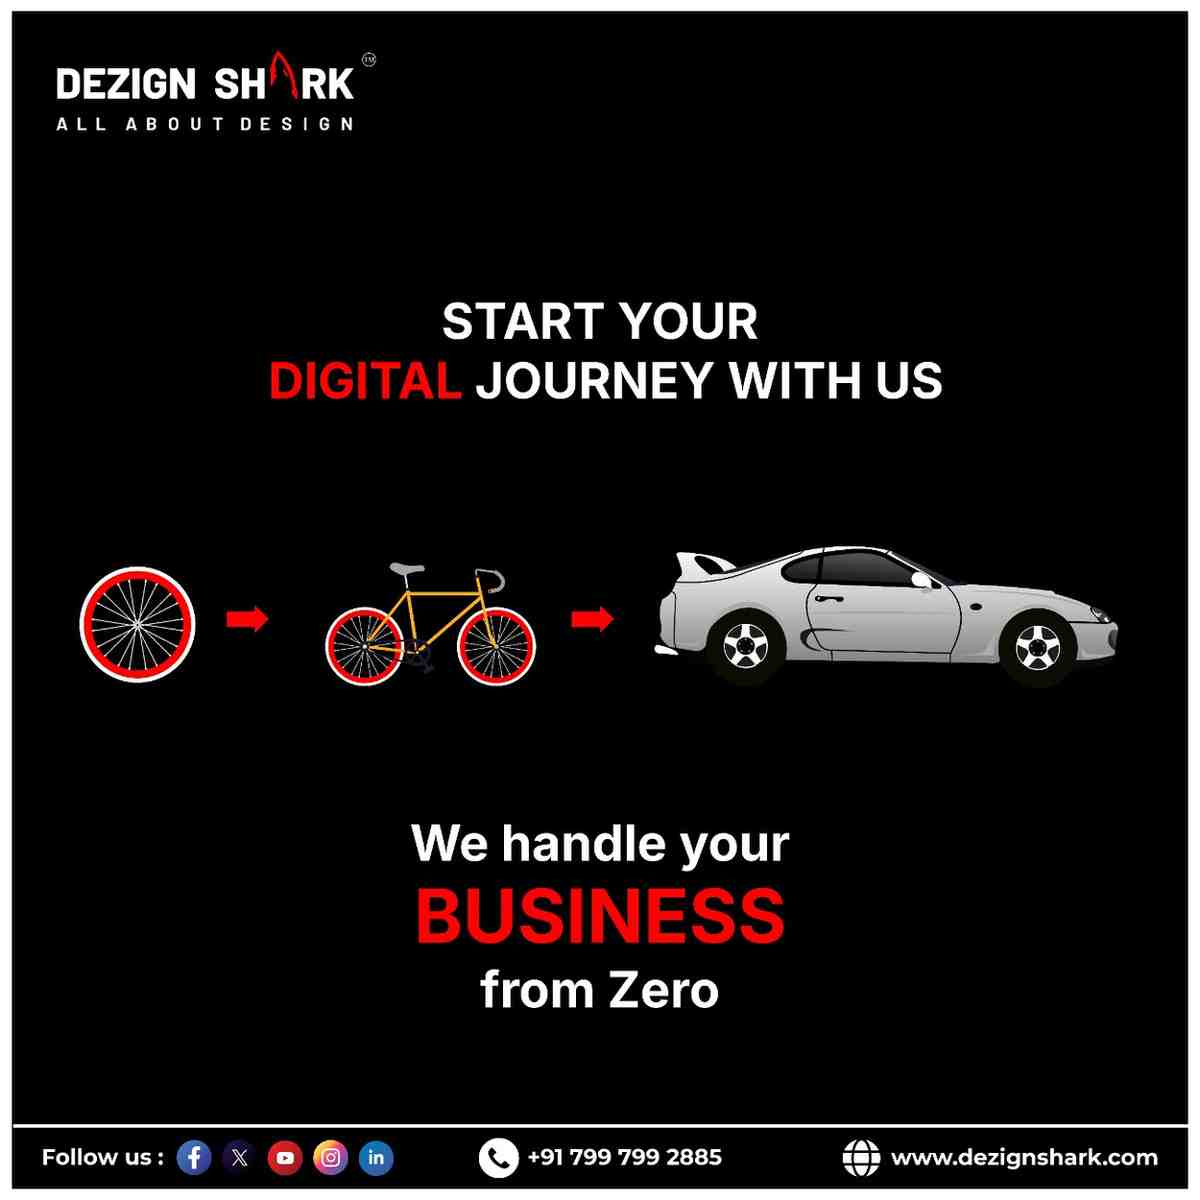 DEZIGN SHARK TM
ALL ABOUT DESIGN
START YOUR
DIGITAL JOURNEY WITH US
We handle your
BUSINESS
from Zero
Follow us : +91 799 799 2885 www.dezignshark.com